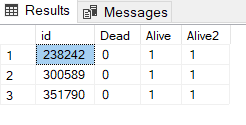 Results Messages
id Dead Alive Alive2
1 238242 0 1 1
2 300589 0 1 1
3 351790 0 1 1